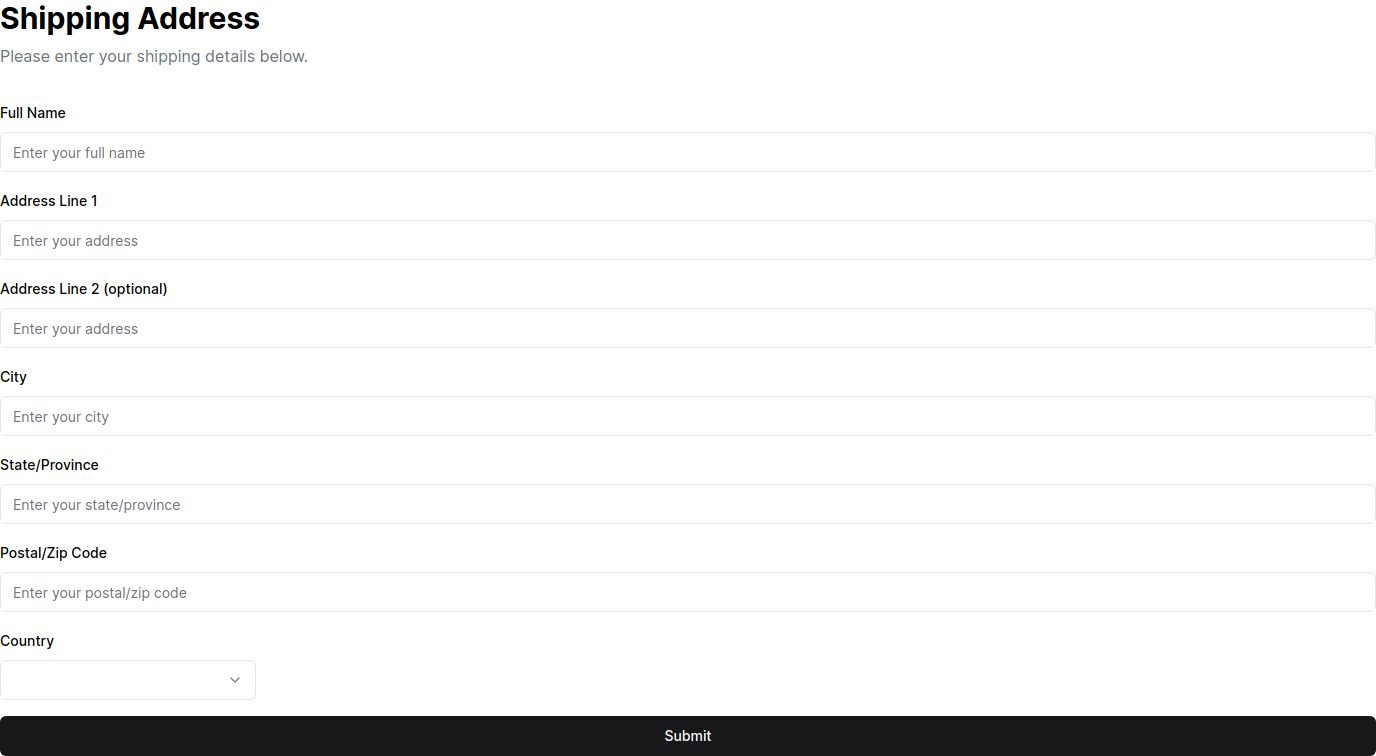 Shipping Address
Please enter your shipping details below.
Full Name
Enter your full name
Address Line 1
Enter your address
Address Line 2 (optional)
Enter your address
City
Enter your city
State/Province
Enter your state/province
Postal/Zip Code
Enter your postal/zip code
Country
Submit